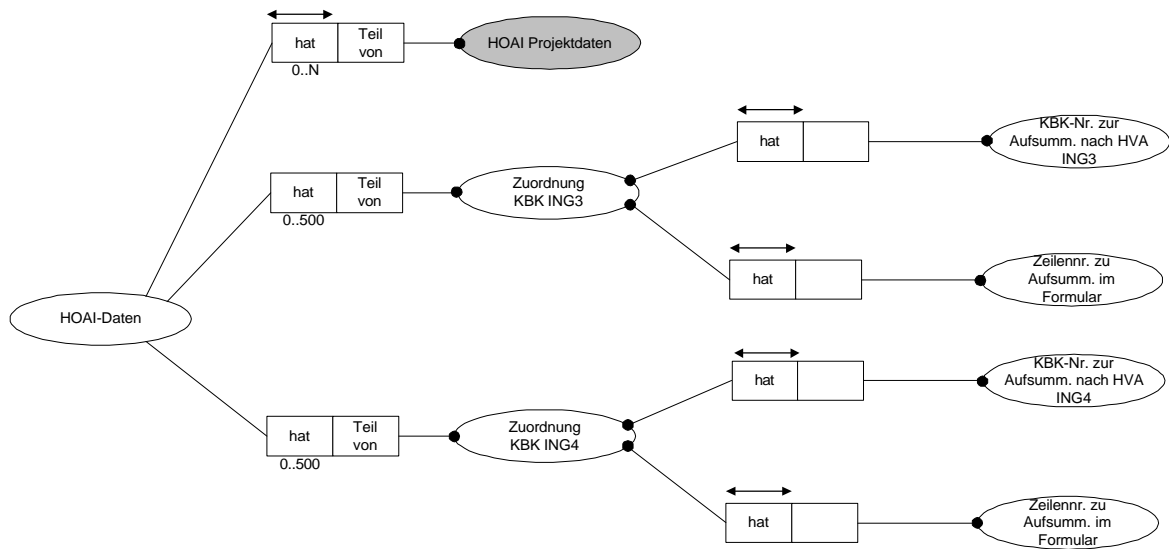 hat
Teil
von
0..N
HOAI Projektdaten
hat
KBK-Nr. zur
Aufsumm. nach HVA
ING3
hat
Teil
von
0..500
Zuordnung
KBK ING3
hat
Zeilennr. zu
Aufsumm. im
Formular
HOAI-Daten
hat
KBK-Nr. zur
Aufsumm. nach HVA
ING4
hat
Teil
von
0..500
Zuordnung
KBK ING4
hat
Zeilennr. zu
Aufsumm. im
Formular